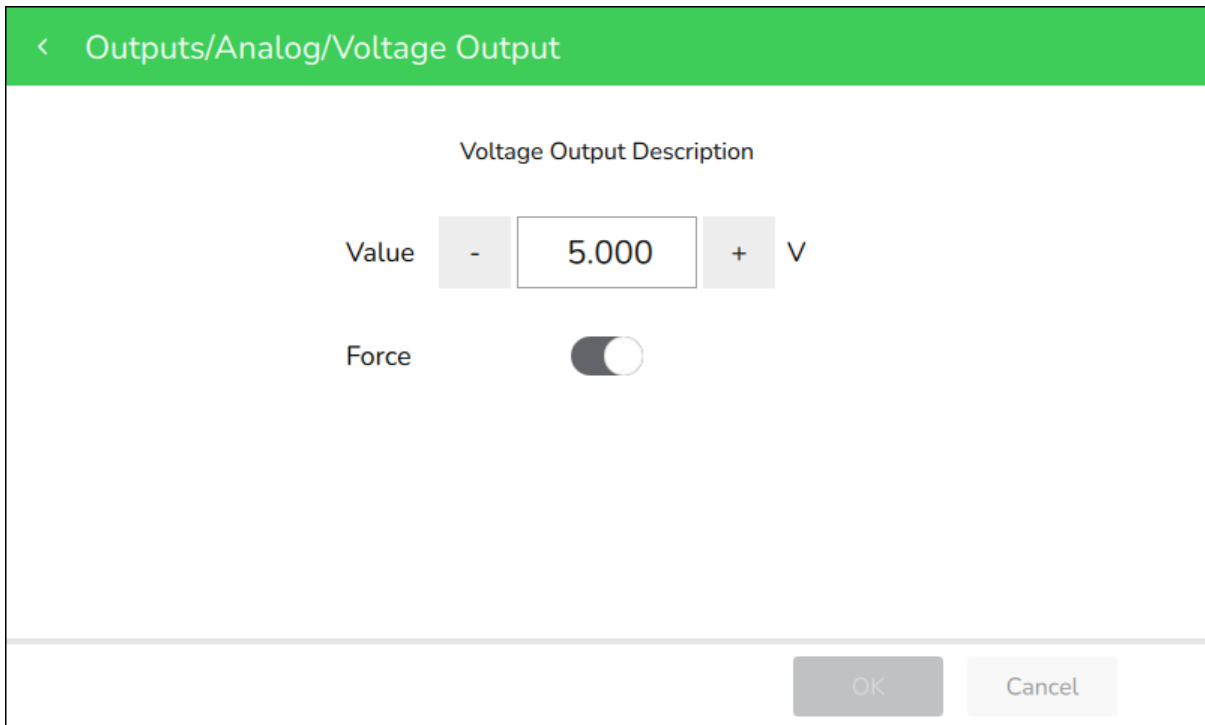 < Outputs/Analog/Voltage Output
Voltage Output Description
Value - 5.000 + V
Force
OK Cancel